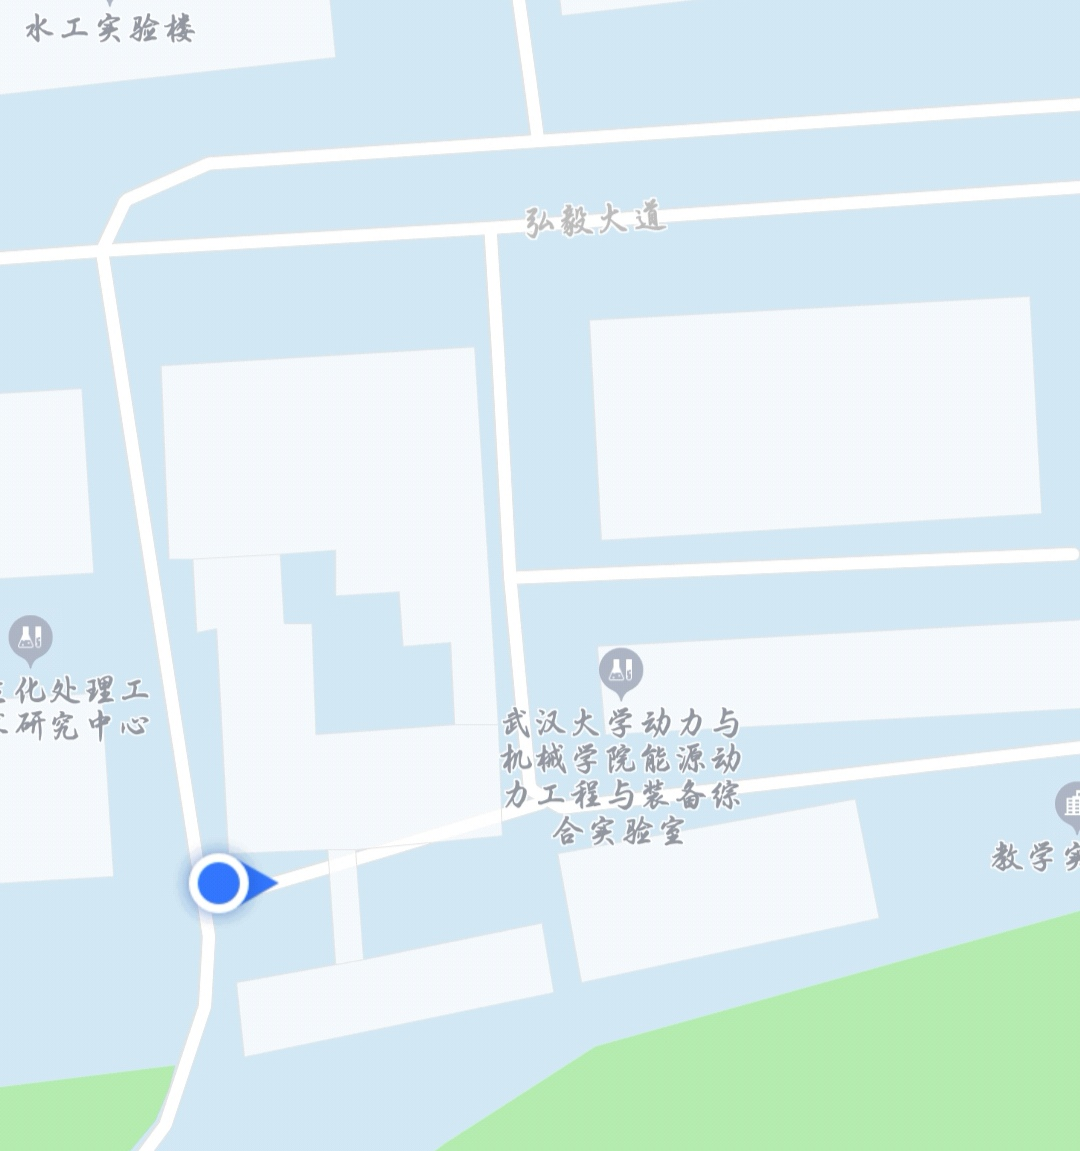 水工实验楼
弘毅大道
化处理工
研究中心
武汉大学动力与
机械学院能源动
力工程与装备综
合实验室
教学实